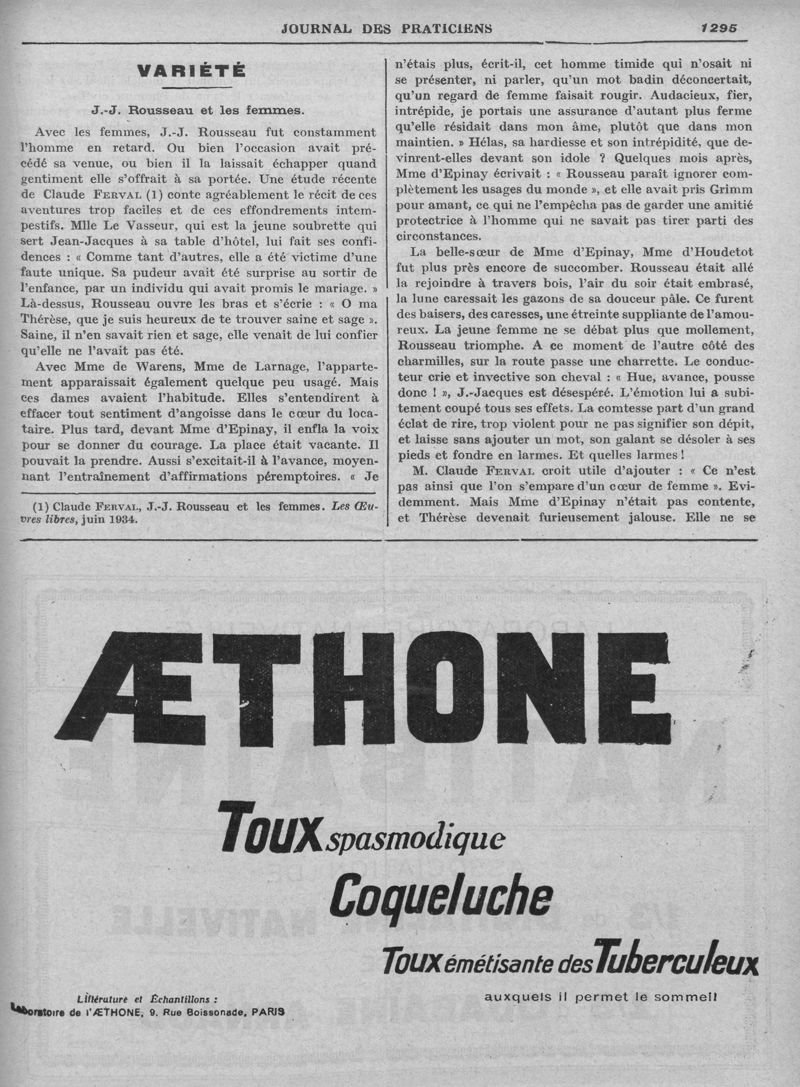 JOURNAL DES PRATICIENS 1295
VARIÉTÉ
J.-J. Rousseau et les femmes.
Avec les femmes, J.-J. Rousseau fut constamment
l'homme en retard. Ou bien l'occasion avait pré-
cédé sa venue, ou bien il la laissait échapper quand
gentiment elle s'offrait à sa portée. Une étude récente
de Claude FERVAL (1) conte agréablement le récit de ces
aventures trop faciles et de ces effondrements intem-
pestifs. Mlle Le Vasseur, qui est la jeune soubrette qui
sert Jean-Jacques à sa table d'hôtel, lui fait ses confi-
dences : « Comme tant d'autres, elle a été victime d'une
faute unique. Sa pudeur avait été surprise au sortir de
l'enfance, par un individu qui avait promis le mariage. »
Là-dessus, Rousseau ouvre les bras et s'écrie : « O ma
Thérèse, que je suis heureux de te trouver saine et sage ».
Saine, il n'en savait rien et sage, elle venait de lui confier
qu'elle ne l'avait pas été.
Avec Mme de Warens, Mme de Larnage, l'apparte-
ment apparaissait également quelque peu usagé. Mais
ces dames avaient l'habitude. Elles s'entendirent à
effacer tout sentiment d'angoisse dans le cœur du loca-
taire. Plus tard, devant Mme d'Epinay, il enfla la voix
pour se donner du courage. La place était vacante. Il
pouvait la prendre. Aussi s'excitait-il à l'avance, moyen-
nant l'entraînement d'affirmations péremptoires. « Je
(1) Claude FERVAL, J.-J. Rousseau et les femmes. Les Œu-
vres libres, juin 1934.
n'étais plus, écrit-il, cet homme timide qui n'osait ni
se présenter, ni parler, qu'un mot badin déconcertait,
qu'un regard de femme faisait rougir. Audacieux, fier,
intrépide, je portais une assurance d'autant plus ferme
qu'elle résidait dans mon âme, plutôt que dans mon
maintien. » Hélas, sa hardiesse et son intrépidité, que de-
vinrent-elles devant son idole ? Quelques mois après,
Mme d'Epinay écrivait : « Rousseau paraît ignorer com-
plètement les usages du monde », et elle avait pris Grimm
pour amant, ce qui ne l'empêcha pas de garder une amitié
protectrice à l'homme qui ne savait pas tirer parti des
circonstances.
La belle-sœur de Mme d'Epinay, Mme d'Houdetot
fut plus près encore de succomber. Rousseau était allé
la rejoindre à travers bois, l'air du soir était embrasé,
la lune caressait les gazons de sa douceur pâle. Ce furent
des baisers, des caresses, une étreinte suppliante de l'amou-
reux. La jeune femme ne se débat plus que mollement,
Rousseau triomphe. A ce moment de l'autre côté des
charmilles, sur la route passe une charrette. Le conduc-
teur crie et invective son cheval : « Hue, avance, pousse
donc ! », J.-Jacques est désespéré. L'émotion lui a subi-
tement coupé tous ses effets. La comtesse part d'un grand
éclat de rire, trop violent pour ne pas signifier son dépit,
et laisse sans ajouter un mot, son galant se désoler à ses
pieds et fondre en larmes. Et quelles larmes !
M. Claude FERVAL croit utile d'ajouter : « Ce n'est
pas ainsi que l'on s'empare d'un cœur de femme ». Evi-
demment. Mais Mme d'Epinay n'était pas contente,
et Thérèse devenait furieusement jalouse. Elle ne se
ÆTHONE
Toux spasmodique
Coqueluche
Toux émétisante des Tuberculeux
auxquels il permet le sommeil
Littérature et Échantillons :
Laboratoire de l'ÆTHONE, 9, Rue Boissonade, PARIS